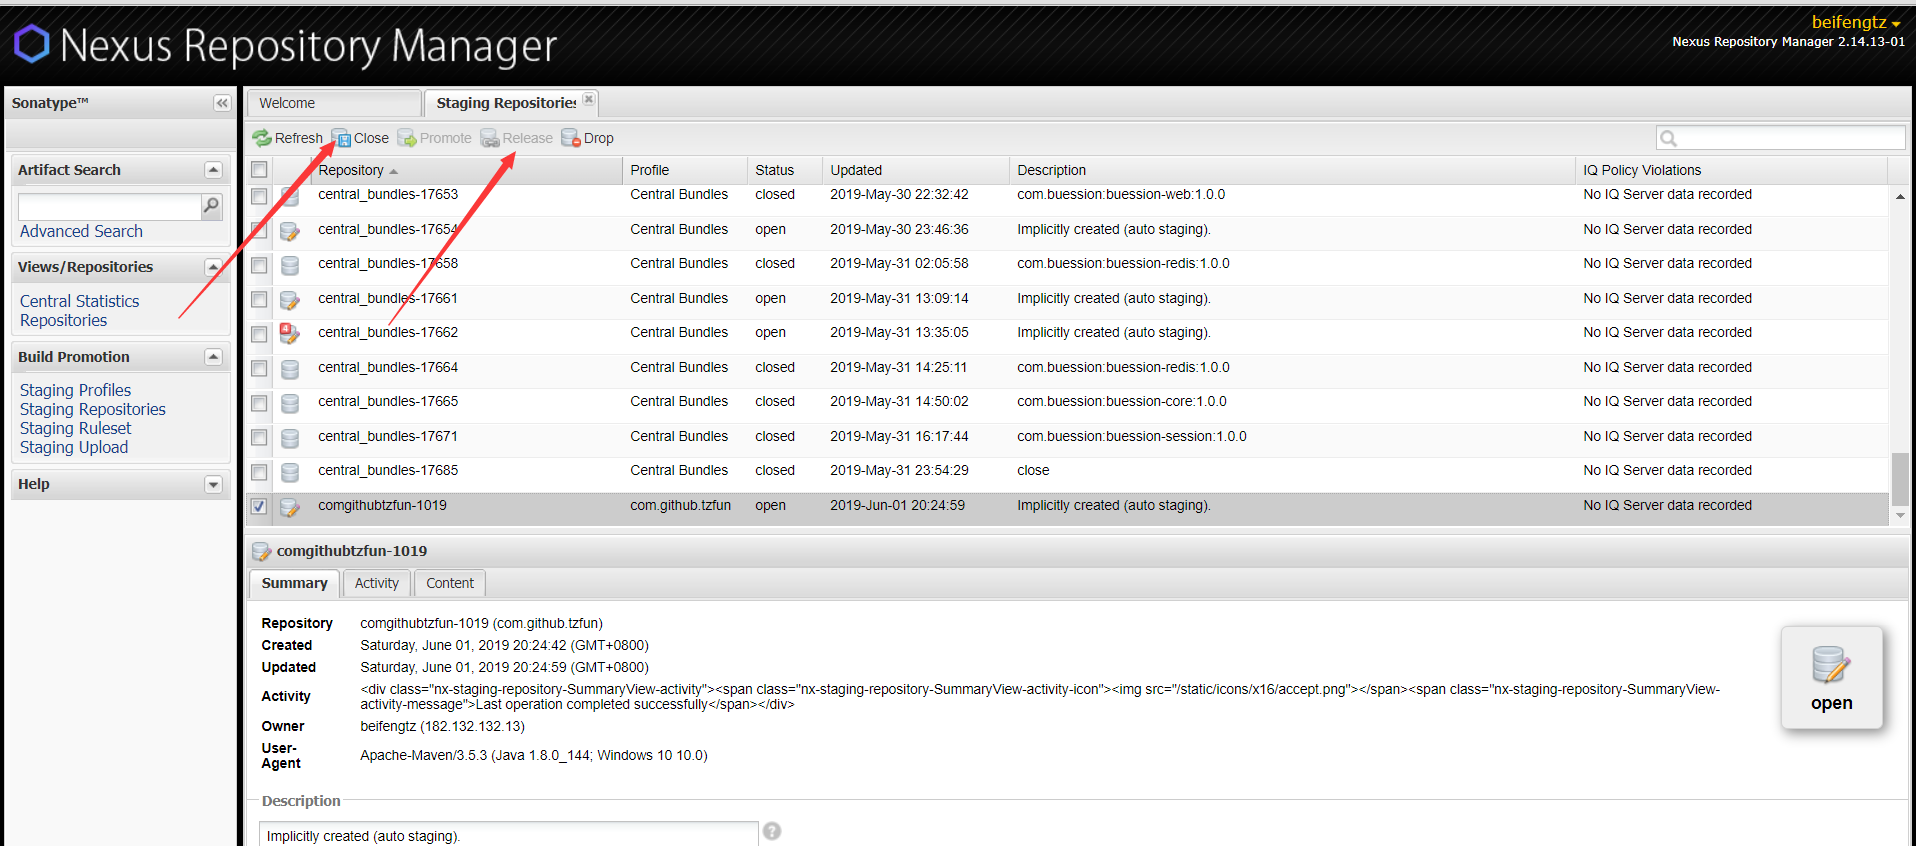 beifengtz
Nexus Repository Manager
Nexus Repository Manager 2.14.13-01
Sonatype™
Welcome
Staging Repositories
Refresh Close Promote Release Drop
Artifact Search
Advanced Search
Views/Repositories
Central Statistics
Repositories
Build Promotion
Staging Profiles
Staging Repositories
Staging Ruleset
Staging Upload
Help
Repository Profile Status Updated Description IQ Policy Violations
central_bundles-17653 Central Bundles closed 2019-May-30 22:32:42 com.buession:buession-web:1.0.0 No IQ Server data recorded
central_bundles-17654 Central Bundles open 2019-May-30 23:46:36 Implicitly created (auto staging). No IQ Server data recorded
central_bundles-17658 Central Bundles closed 2019-May-31 02:05:58 com.buession:buession-redis:1.0.0 No IQ Server data recorded
central_bundles-17661 Central Bundles open 2019-May-31 13:09:14 Implicitly created (auto staging). No IQ Server data recorded
4
central_bundles-17662 Central Bundles open 2019-May-31 13:35:05 Implicitly created (auto staging). No IQ Server data recorded
central_bundles-17664 Central Bundles closed 2019-May-31 14:25:11 com.buession:buession-redis:1.0.0 No IQ Server data recorded
central_bundles-17665 Central Bundles closed 2019-May-31 14:50:02 com.buession:buession-core:1.0.0 No IQ Server data recorded
central_bundles-17671 Central Bundles closed 2019-May-31 16:17:44 com.buession:buession-session:1.0.0 No IQ Server data recorded
central_bundles-17685 Central Bundles closed 2019-May-31 23:54:29 close No IQ Server data recorded
comgithubtzfun-1019 com.github.tzfun open 2019-Jun-01 20:24:59 Implicitly created (auto staging). No IQ Server data recorded
comgithubtzfun-1019
Summary Activity Content
Repository comgithubtzfun-1019 (com.github.tzfun)
Created Saturday, June 01, 2019 20:24:42 (GMT+0800)
Updated Saturday, June 01, 2019 20:24:59 (GMT+0800)
Activity <div class="nx-staging-repository-SummaryView-activity"><span class="nx-staging-repository-SummaryView-activity-icon"><img src="/static/icons/x16/accept.png"></span><span class="nx-staging-repository-SummaryView-
activity-message">Last operation completed successfully</span></div>
Owner beifengtz (182.132.132.13)
User-
Agent Apache-Maven/3.5.3 (Java 1.8.0_144; Windows 10 10.0)
open
Description
Implicitly created (auto staging).